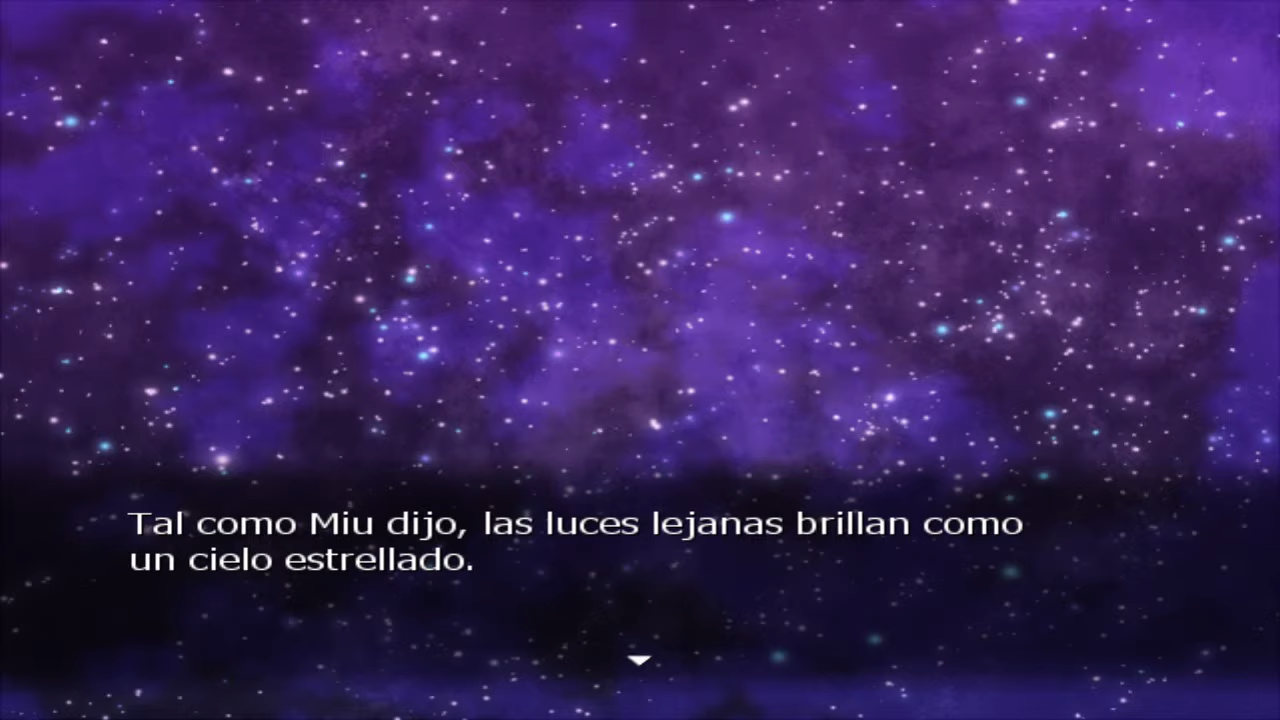 Tal como Miu dijo, las luces lejanas brillan como
un cielo estrellado.